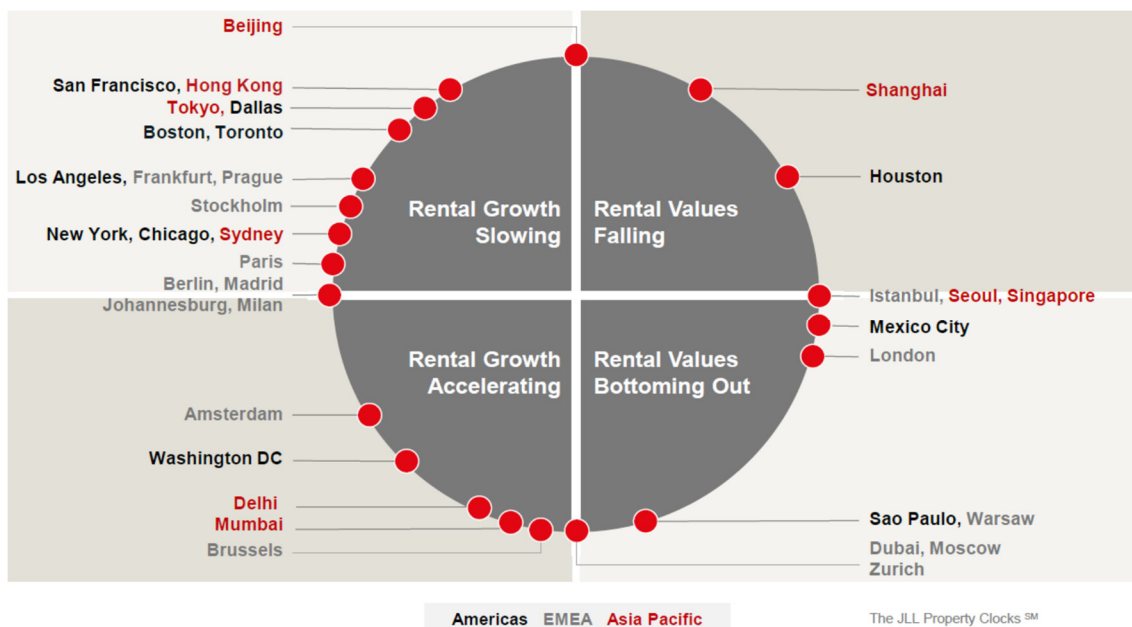 Beijing
San Francisco, Hong Kong
Tokyo, Dallas
Boston, Toronto
Los Angeles, Frankfurt, Prague
Stockholm
New York, Chicago, Sydney
Paris
Berlin, Madrid
Johannesburg, Milan
Amsterdam
Washington DC
Delhi
Mumbai
Brussels
Rental Growth
Slowing
Rental Values
Falling
Rental Growth
Accelerating
Rental Values
Bottoming Out
Shanghai
Houston
Istanbul, Seoul, Singapore
Mexico City
London
Sao Paulo, Warsaw
Dubai, Moscow
Zurich
Americas EMEA Asia Pacific
The JLL Property Clocks SM